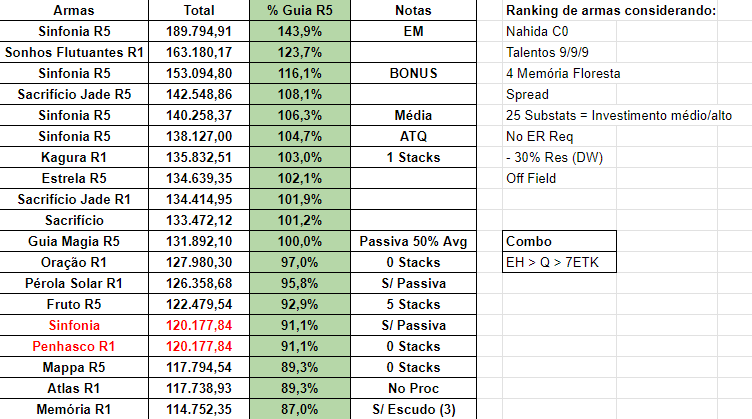 Armas Total % Guia R5 Notas
Sinfonia R5 189.794,91 143,9% EM
Sonhos Flutuantes R1 163.180,17 123,7%
Sinfonia R5 153.094,80 116,1% BONUS
Sacrifício Jade R5 142.548,86 108,1%
Sinfonia R5 140.258,37 106,3% Média
Sinfonia R5 138.127,00 104,7% ATQ
Kagura R1 135.832,51 103,0% 1 Stacks
Estrela R5 134.639,35 102,1%
Sacrifício Jade R1 134.414,95 101,9%
Sacrifício 133.472,12 101,2%
Guia Magia R5 131.892,10 100,0% Passiva 50% Avg
Oração R1 127.980,30 97,0% 0 Stacks
Pérola Solar R1 126.358,68 95,8% S/ Passiva
Fruto R5 122.479,54 92,9% 5 Stacks
Sinfonia 120.177,84 91,1% S/ Passiva
Penhasco R1 120.177,84 91,1% 0 Stacks
Mappa R5 117.794,54 89,3% 0 Stacks
Atlas R1 117.738,93 89,3% No Proc
Memória R1 114.752,35 87,0% S/ Escudo (3)
Ranking de armas considerando:
Nahida C0
Talentos 9/9/9
4 Memória Floresta
Spread
25 Substats = Investimento médio/alto
No ER Req
- 30% Res (DW)
Off Field
Combo
EH > Q > 7ETK